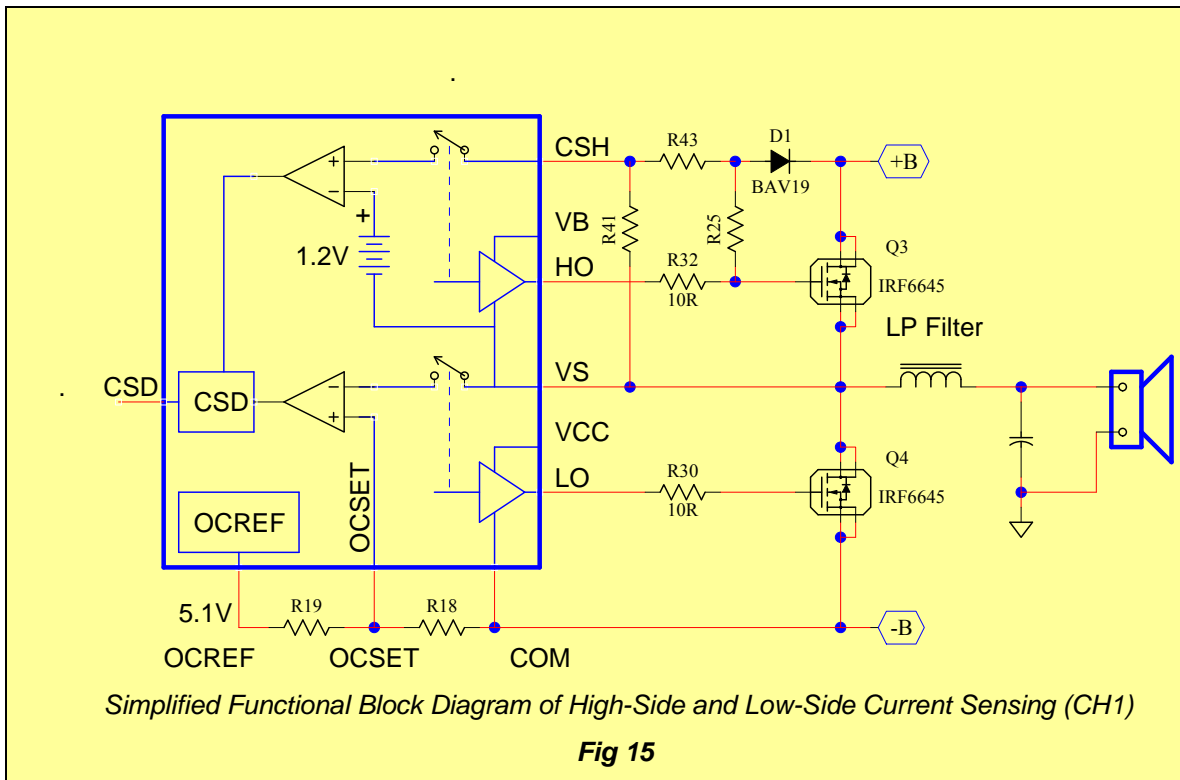 CSH
R43
D1
BAV19
+B
R41
R25
VB
1.2V
+
HO
R32
10R
Q3
IRF6645
LP Filter
CSD
CSD
VS
VCC
LO
R30
10R
Q4
IRF6645
OCSET
OCREF
5.1V
R19
R18
-B
OCREF
OCSET
COM
+
−
−
+
Simplified Functional Block Diagram of High-Side and Low-Side Current Sensing (CH1)
Fig 15